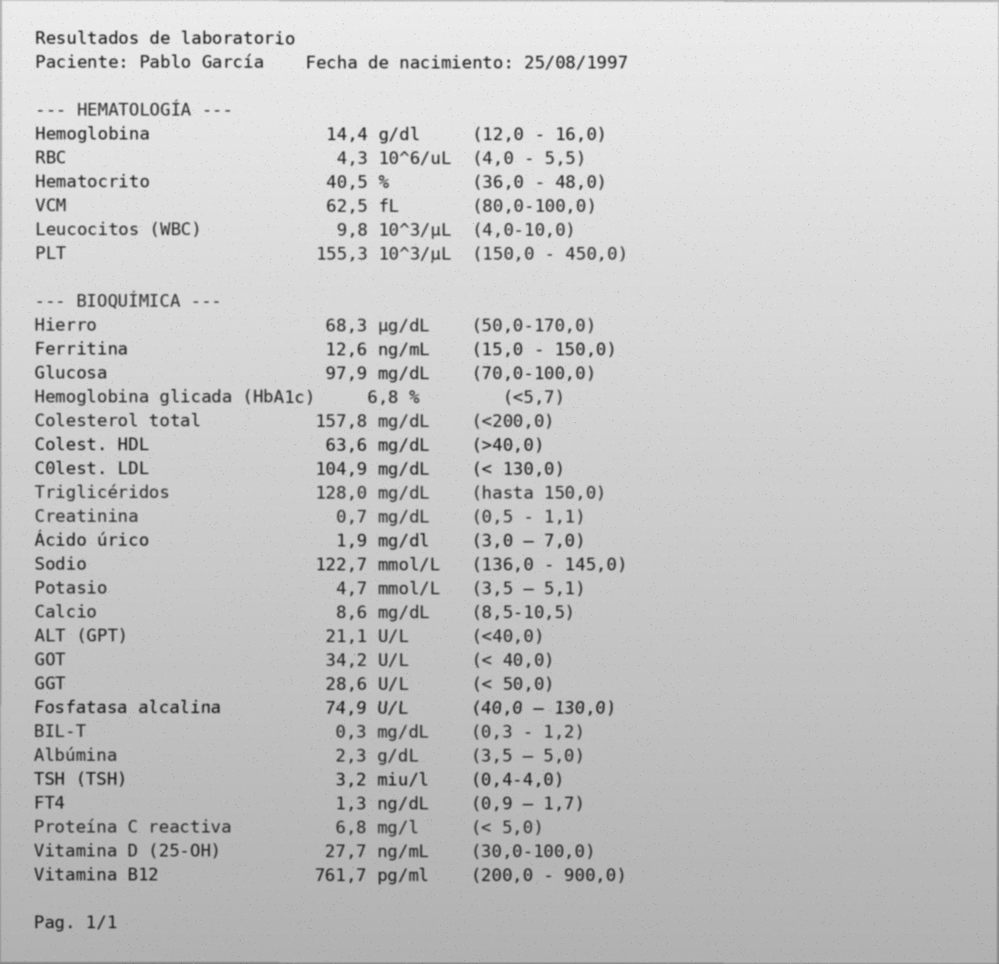 Resultados de laboratorio
Paciente: Pablo García    Fecha de nacimiento: 25/08/1997

--- HEMATOLOGÍA ---
Hemoglobina                 14,4 g/dl     (12,0 - 16,0)
RBC                          4,3 10^6/uL  (4,0 - 5,5)
Hematocrito                 40,5 %        (36,0 - 48,0)
VCM                         62,5 fL       (80,0-100,0)
Leucocitos (WBC)             9,8 10^3/µL  (4,0-10,0)
PLT                        155,3 10^3/µL  (150,0 - 450,0)

--- BIOQUÍMICA ---
Hierro                      68,3 µg/dL    (50,0-170,0)
Ferritina                   12,6 ng/mL    (15,0 - 150,0)
Glucosa                     97,9 mg/dL    (70,0-100,0)
Hemoglobina glicada (HbA1c)     6,8 %        (<5,7)
Colesterol total           157,8 mg/dL    (<200,0)
Colest. HDL                 63,6 mg/dL    (>40,0)
C0lest. LDL                104,9 mg/dL    (< 130,0)
Triglicéridos              128,0 mg/dL    (hasta 150,0)
Creatinina                   0,7 mg/dL    (0,5 - 1,1)
Ácido úrico                  1,9 mg/dl    (3,0 – 7,0)
Sodio                      122,7 mmol/L   (136,0 - 145,0)
Potasio                      4,7 mmol/L   (3,5 – 5,1)
Calcio                       8,6 mg/dL    (8,5-10,5)
ALT (GPT)                   21,1 U/L      (<40,0)
GOT                         34,2 U/L      (< 40,0)
GGT                         28,6 U/L      (< 50,0)
Fosfatasa alcalina          74,9 U/L      (40,0 – 130,0)
BIL-T                        0,3 mg/dL    (0,3 - 1,2)
Albúmina                     2,3 g/dL     (3,5 – 5,0)
TSH (TSH)                    3,2 miu/l    (0,4-4,0)
FT4                          1,3 ng/dL    (0,9 – 1,7)
Proteína C reactiva          6,8 mg/l     (< 5,0)
Vitamina D (25-OH)          27,7 ng/mL    (30,0-100,0)
Vitamina B12               761,7 pg/ml    (200,0 - 900,0)

Pag. 1/1